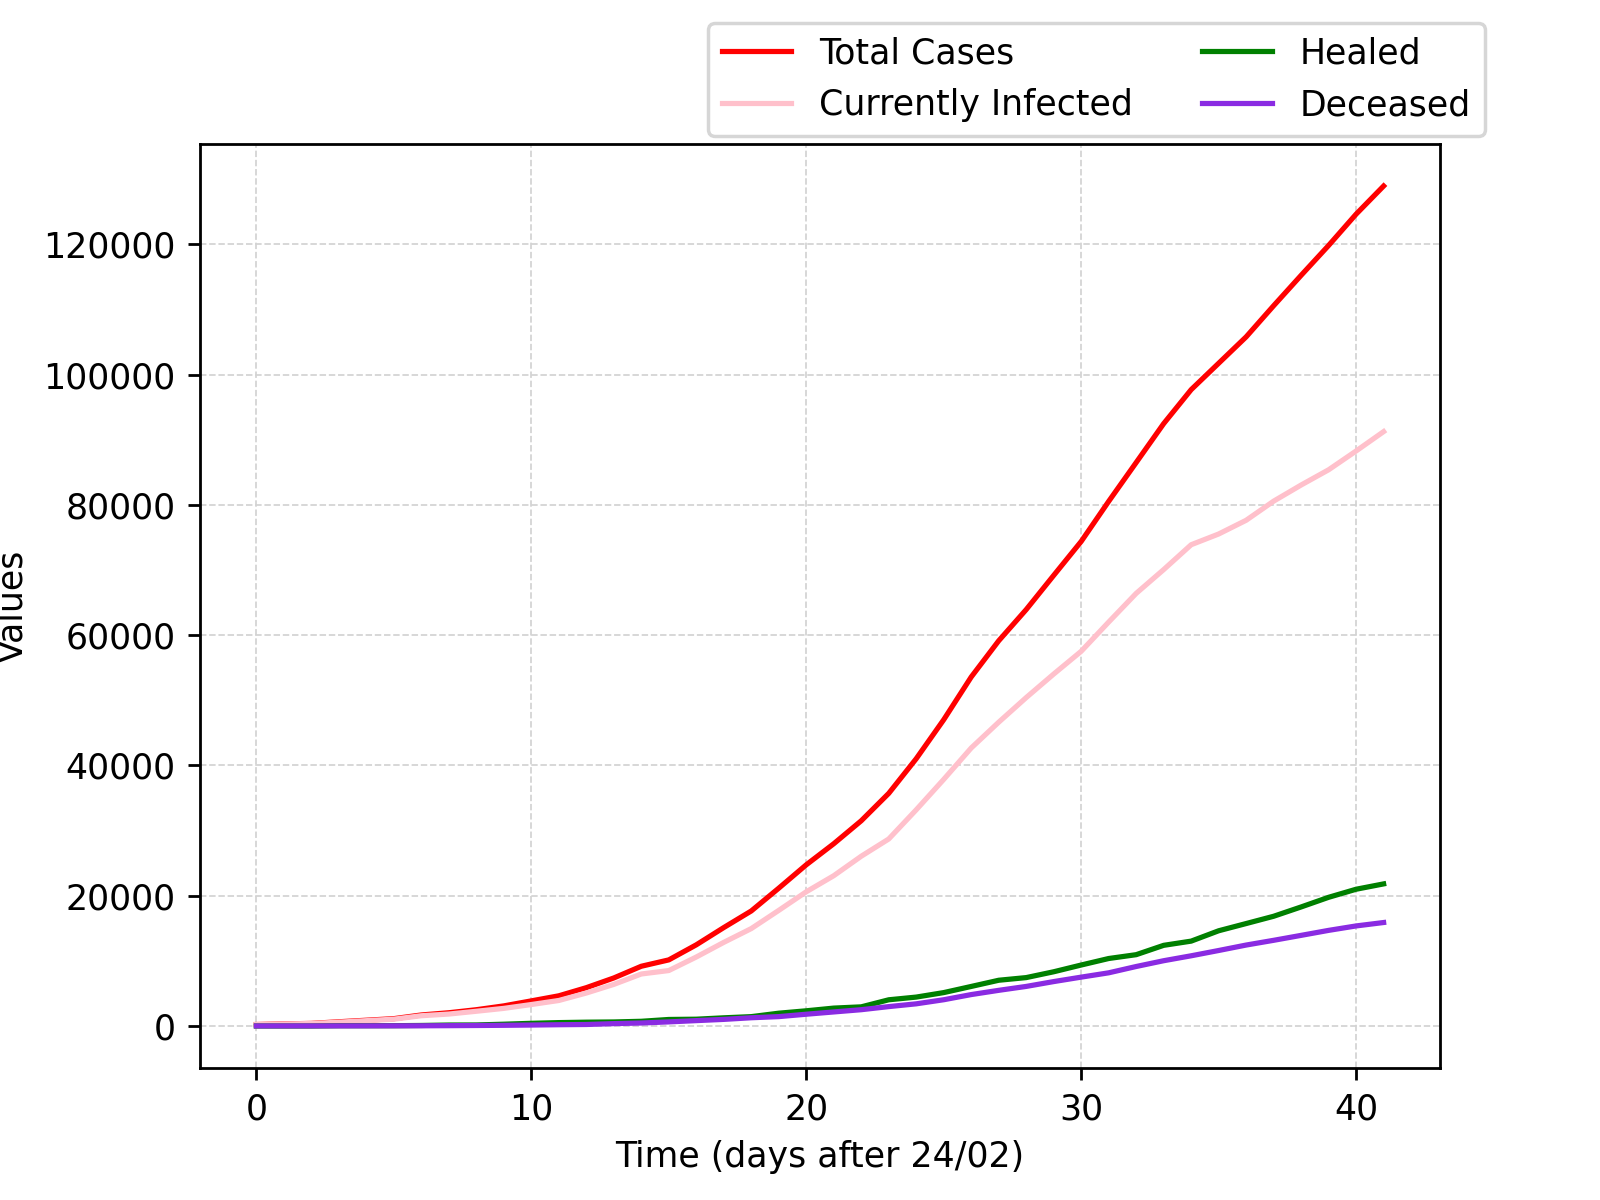 Total Cases
Currently Infected
Healed
Deceased
120000
100000
80000
60000
40000
20000
0
Values
0 10 20 30 40
Time (days after 24/02)